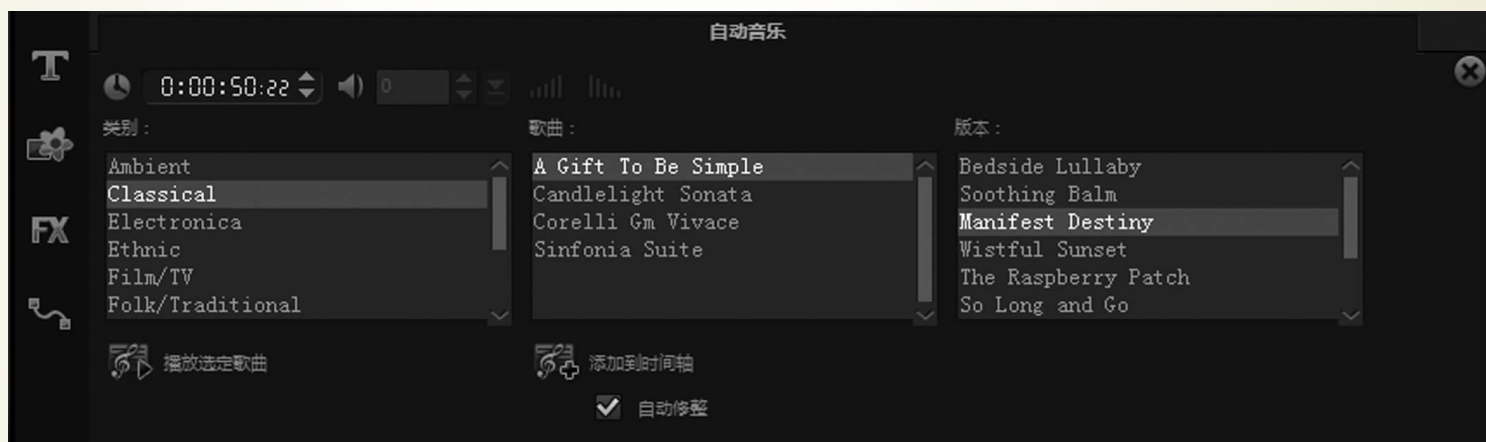 自动音乐
T
0:00:50:22
0
类别：
歌曲：
版本：
Ambient
A Gift To Be Simple
Bedside Lullaby
Classical
Candlelight Sonata
Soothing Balm
Electronica
Corelli Gm Vivace
Manifest Destiny
FX
Ethnic
Sinfonia Suite
Wistful Sunset
Film/TV
The Raspberry Patch
Folk/Traditional
So Long and Go
播放选定歌曲
添加到时间轴
自动修整